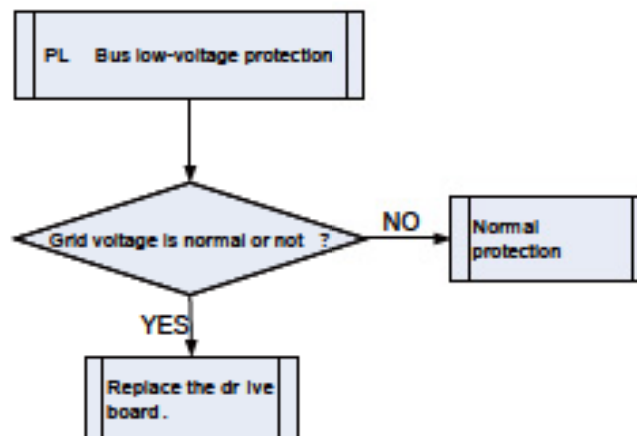 PL Bus low-voltage protection
Grid voltage is normal or not ?
NO
Normal
protection
YES
Replace the dr ive
board .